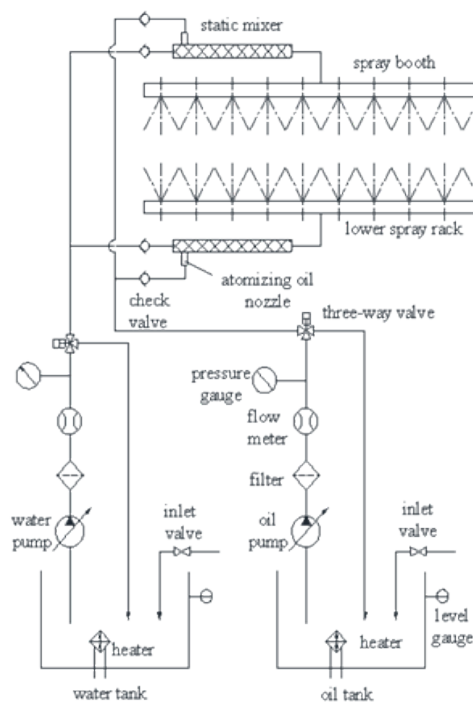 static mixer
spray booth
lower spray rack
atomizing oil
nozzle
check
valve
three-way valve
pressure
gauge
flow
meter
filter
water
pump
inlet
valve
oil
pump
inlet
valve
level
gauge
heater
heater
water tank
oil tank